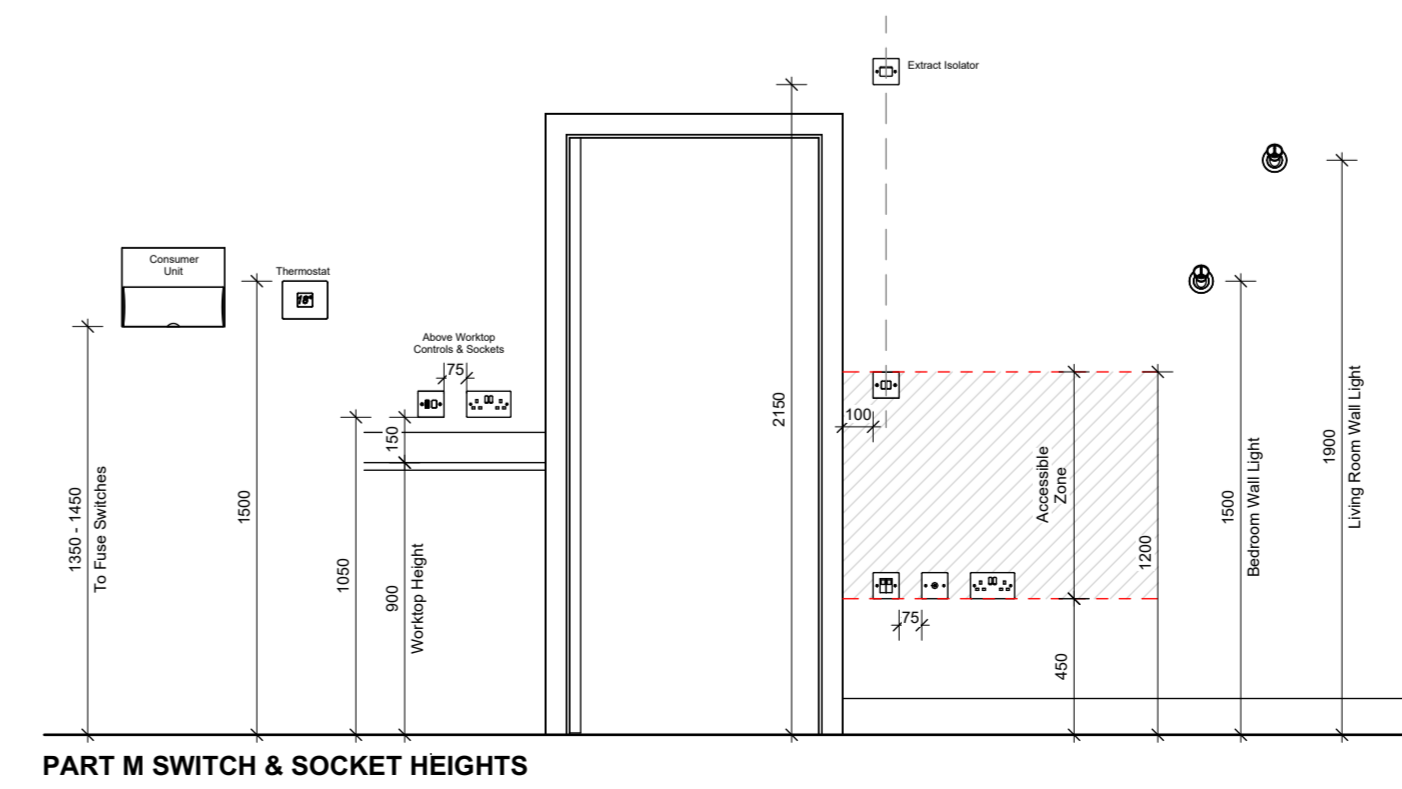 Extract Isolator
Consumer
Unit
Thermostat
18°
Above Worktop
Controls & Sockets
75
1350 - 1450
To Fuse Switches
1500
1050
150
900
Worktop Height
2150
100
Accessible
Zone
75
450
1200
1500
Bedroom Wall Light
1900
Living Room Wall Light
PART M SWITCH & SOCKET HEIGHTS